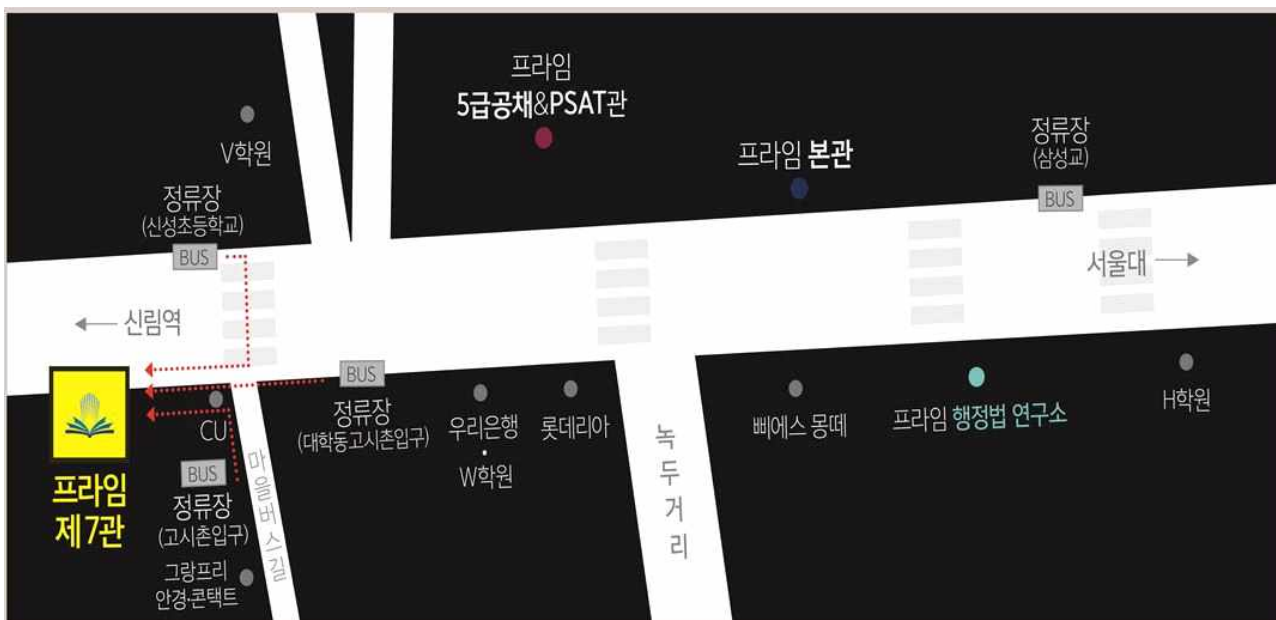 프라임
5급공채&PSAT관
V학원
프라임 본관
정류장
(삼성교)
BUS
정류장
(신성초등학교)
BUS
서울대 →
← 신림역
BUS
정류장
(대학동고시촌입구)
우리은행
·
W학원
롯데리아
녹두거리
삐에스 몽떼
프라임 행정법 연구소
H학원
CU
마을버스길
프라임
제7관
BUS
정류장
(고시촌입구)
그랑프리
안경·콘택트